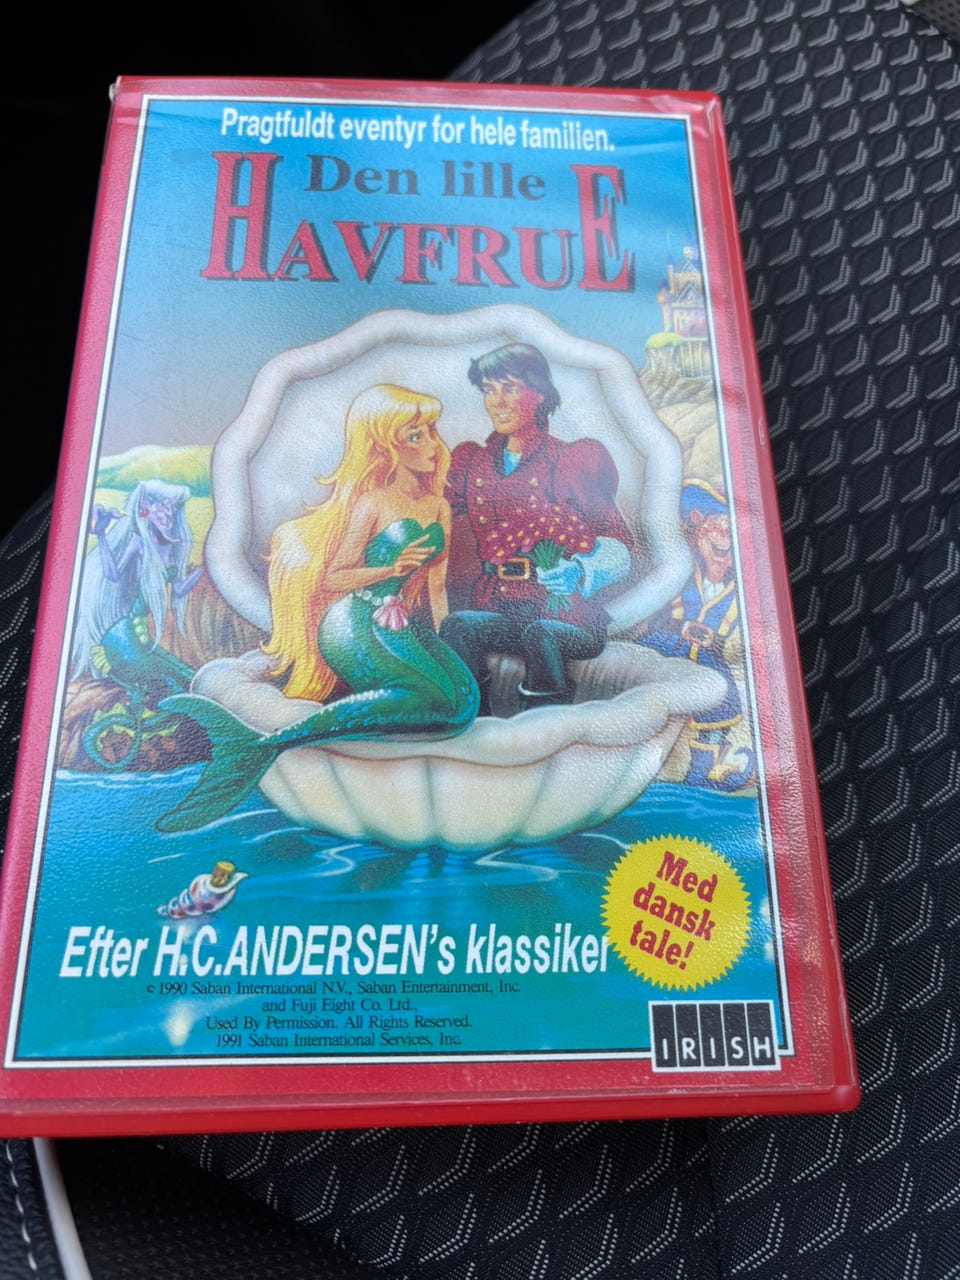 Pragtfuldt eventyr for hele familien.
Den lille
HAVFRUE
Med
dansk
tale!
Efter H.C.ANDERSEN's klassiker
© 1990 Saban International N.V., Saban Entertainment, Inc.
and Fuji Eight Co. Ltd.,
Used By Permission. All Rights Reserved.
1991 Saban International Services, Inc.
IRISH